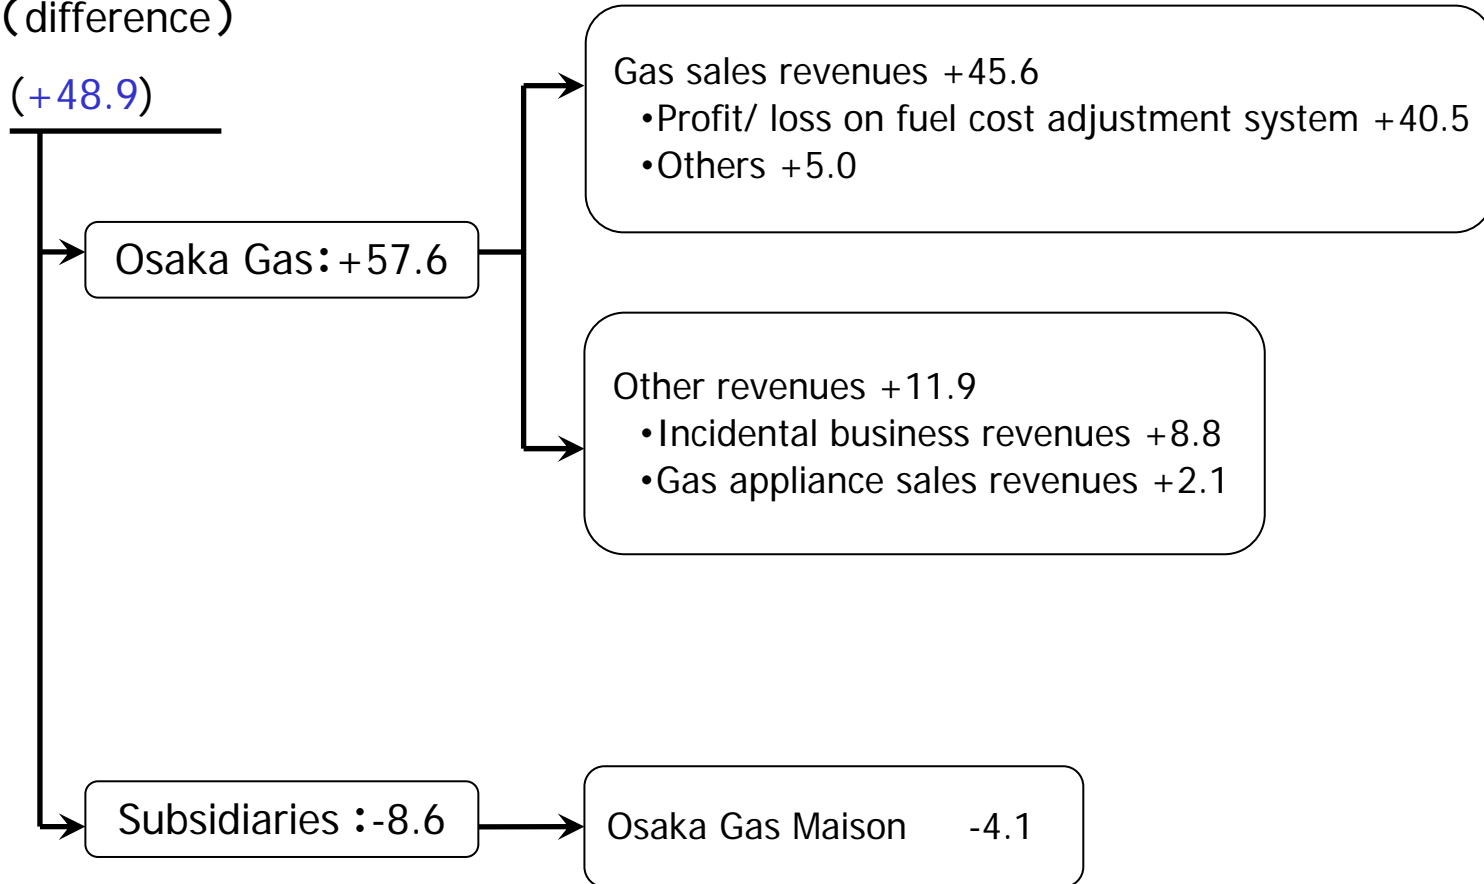 (difference)
(+48.9)
Gas sales revenues +45.6
•Profit/ loss on fuel cost adjustment system +40.5
•Others +5.0
Osaka Gas:+57.6
Other revenues +11.9
•Incidental business revenues +8.8
•Gas appliance sales revenues +2.1
Subsidiaries :-8.6
Osaka Gas Maison -4.1